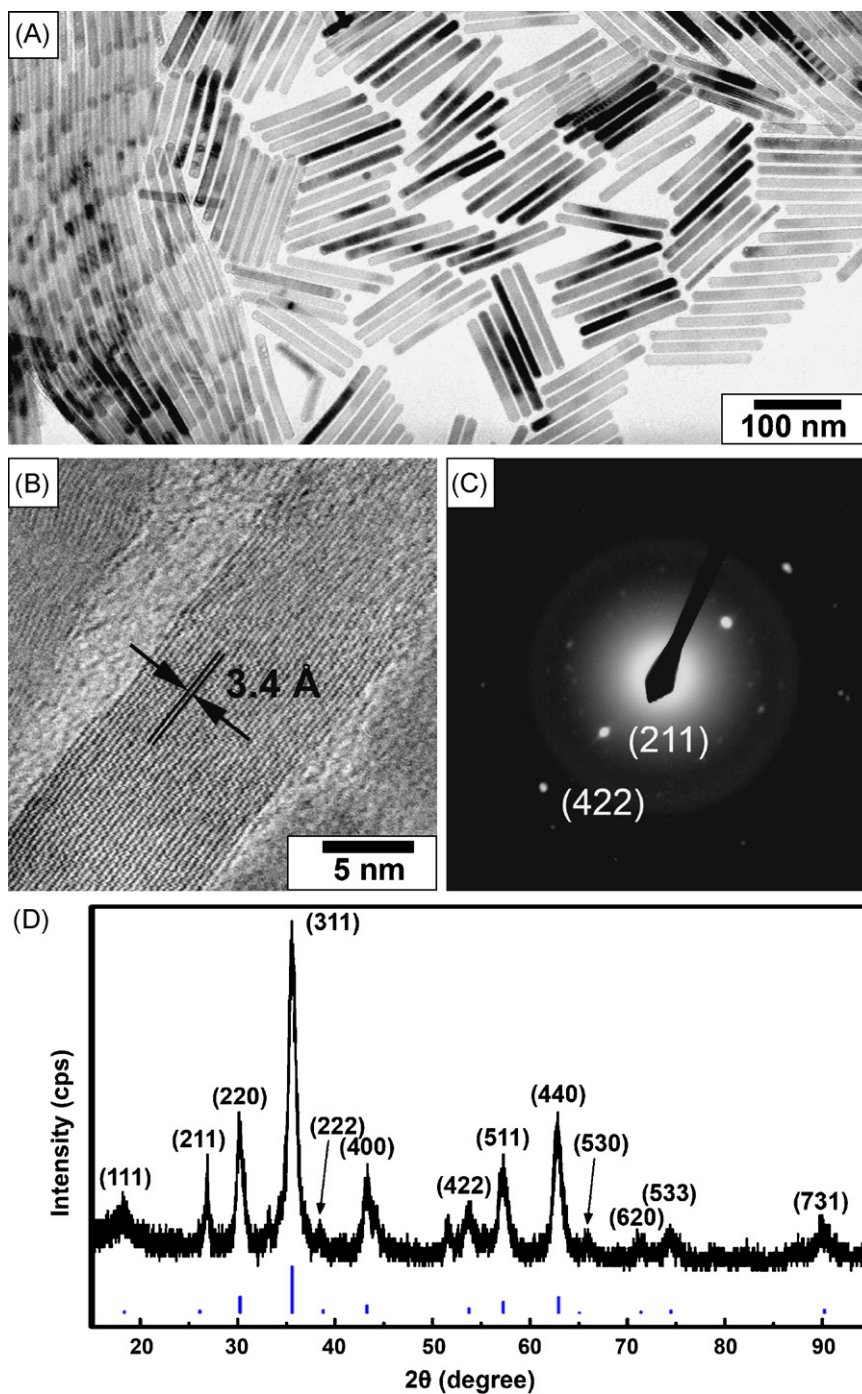 (A)
100 nm
(B)
3.4 Å
5 nm
(C)
(211)
(422)
(D)
(311)
(220)
(440)
(211)
(222)
(511)
(530)
(111)
(400)
(422)
(620)
(533)
(731)
Intensity (cps)
20 30 40 50 60 70 80 90
2θ (degree)